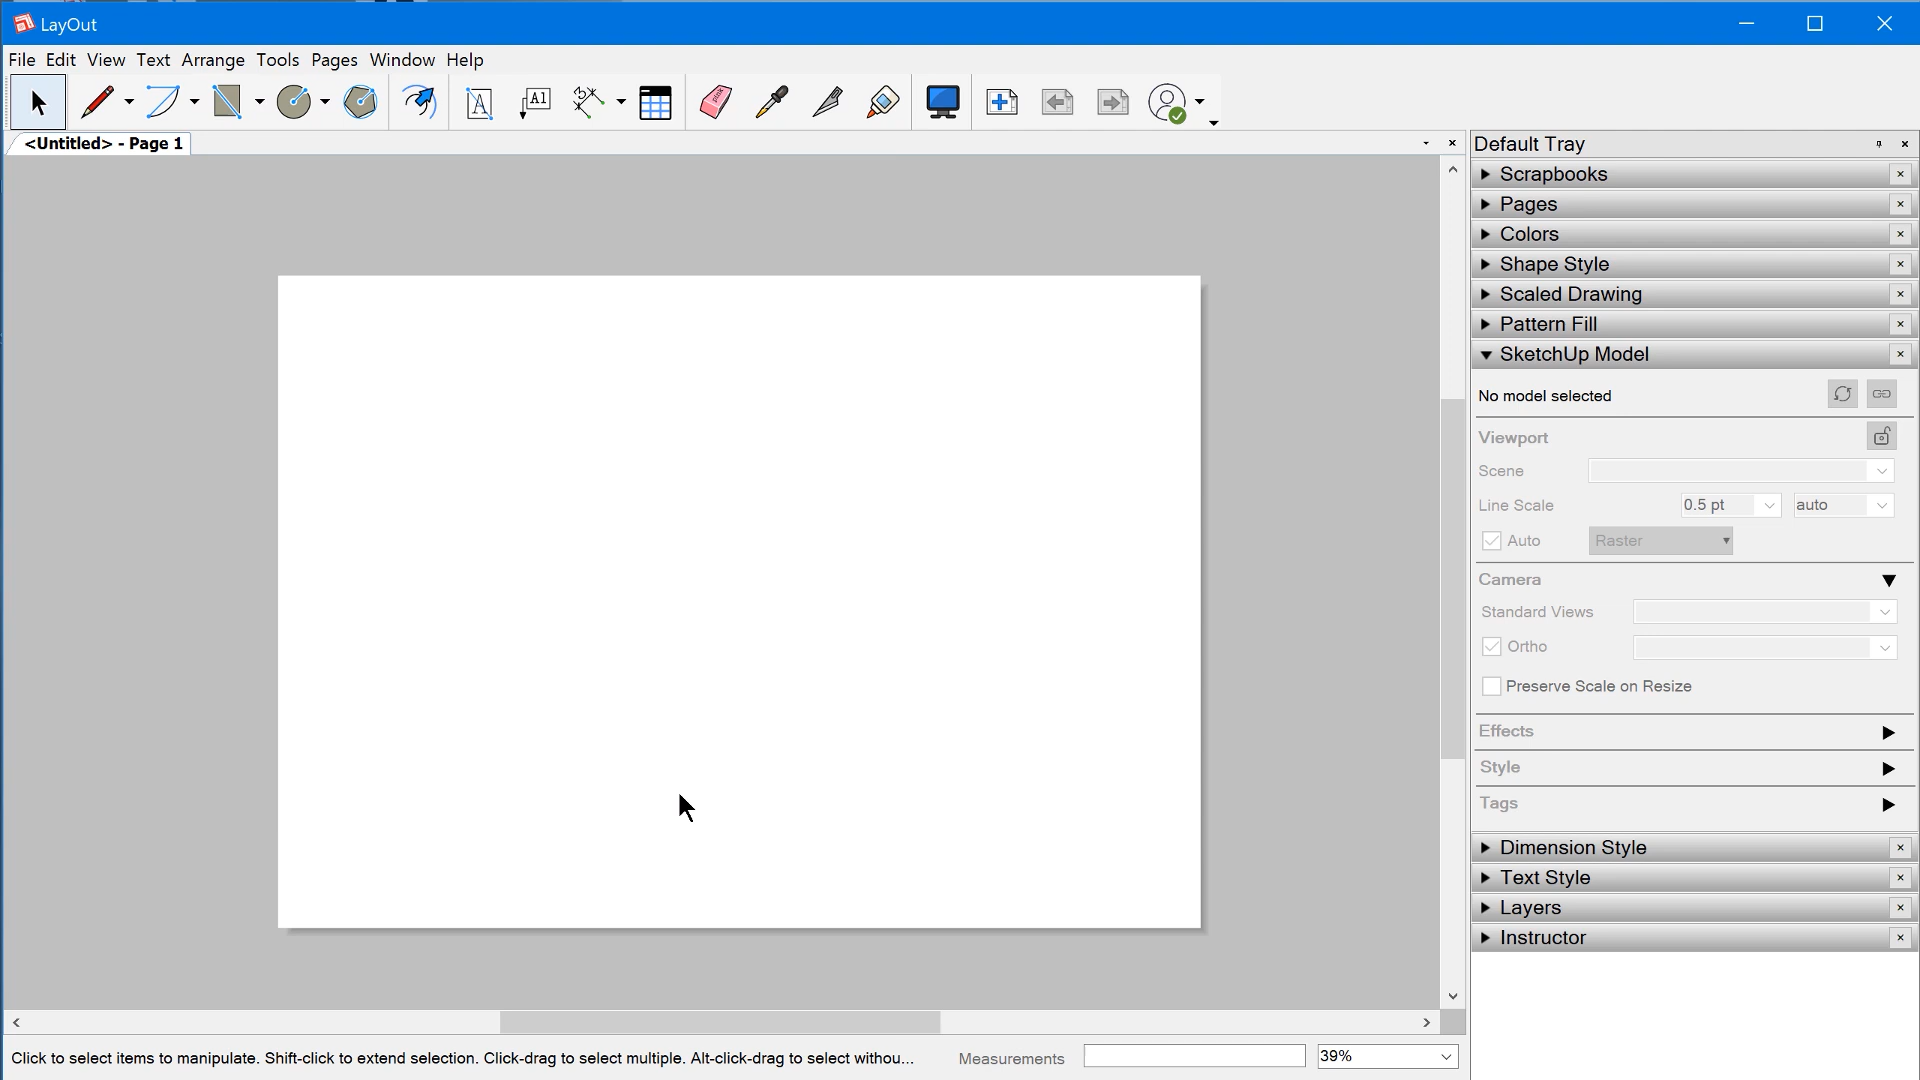 LayOut
File Edit View Text Arrange Tools Pages Window Help
A1
<Untitled> - Page 1
Default Tray
Scrapbooks
Pages
Colors
Shape Style
Scaled Drawing
Pattern Fill
SketchUp Model
No model selected
Viewport
Scene
Line Scale 0.5 pt auto
Auto Raster
Camera
Standard Views
Ortho
Preserve Scale on Resize
Effects
Style
Tags
Dimension Style
Text Style
Layers
Instructor
Click to select items to manipulate. Shift-click to extend selection. Click-drag to select multiple. Alt-click-drag to select withou... Measurements 39%